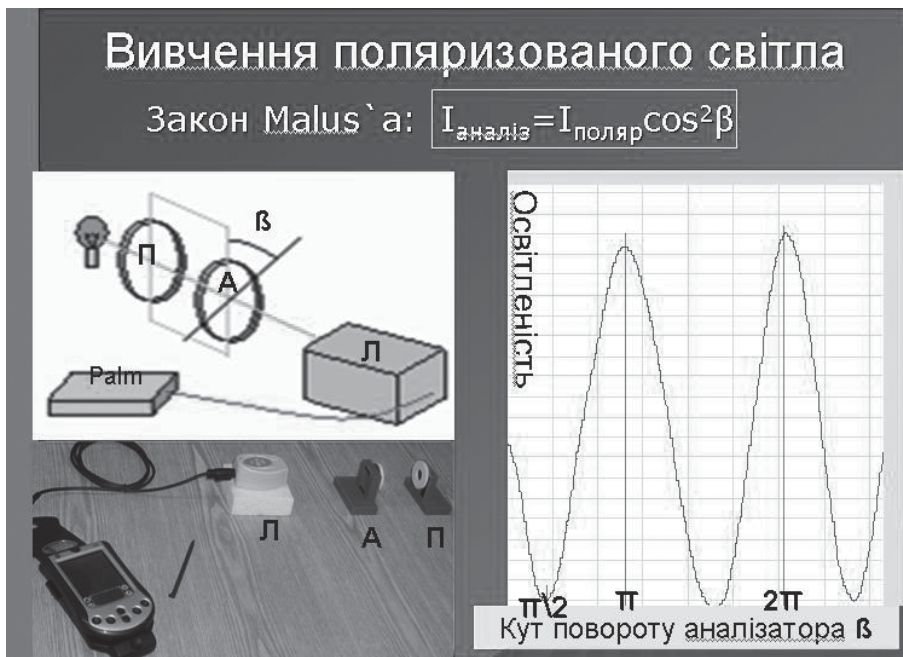 Вивчення поляризованого світла
Закон Malus`a: Iаналіз=Iполярcos²β
ß
П
А
Л
Palm
Л
А
П
Освітленість
π\2
π
2π
Кут повороту аналізатора ß